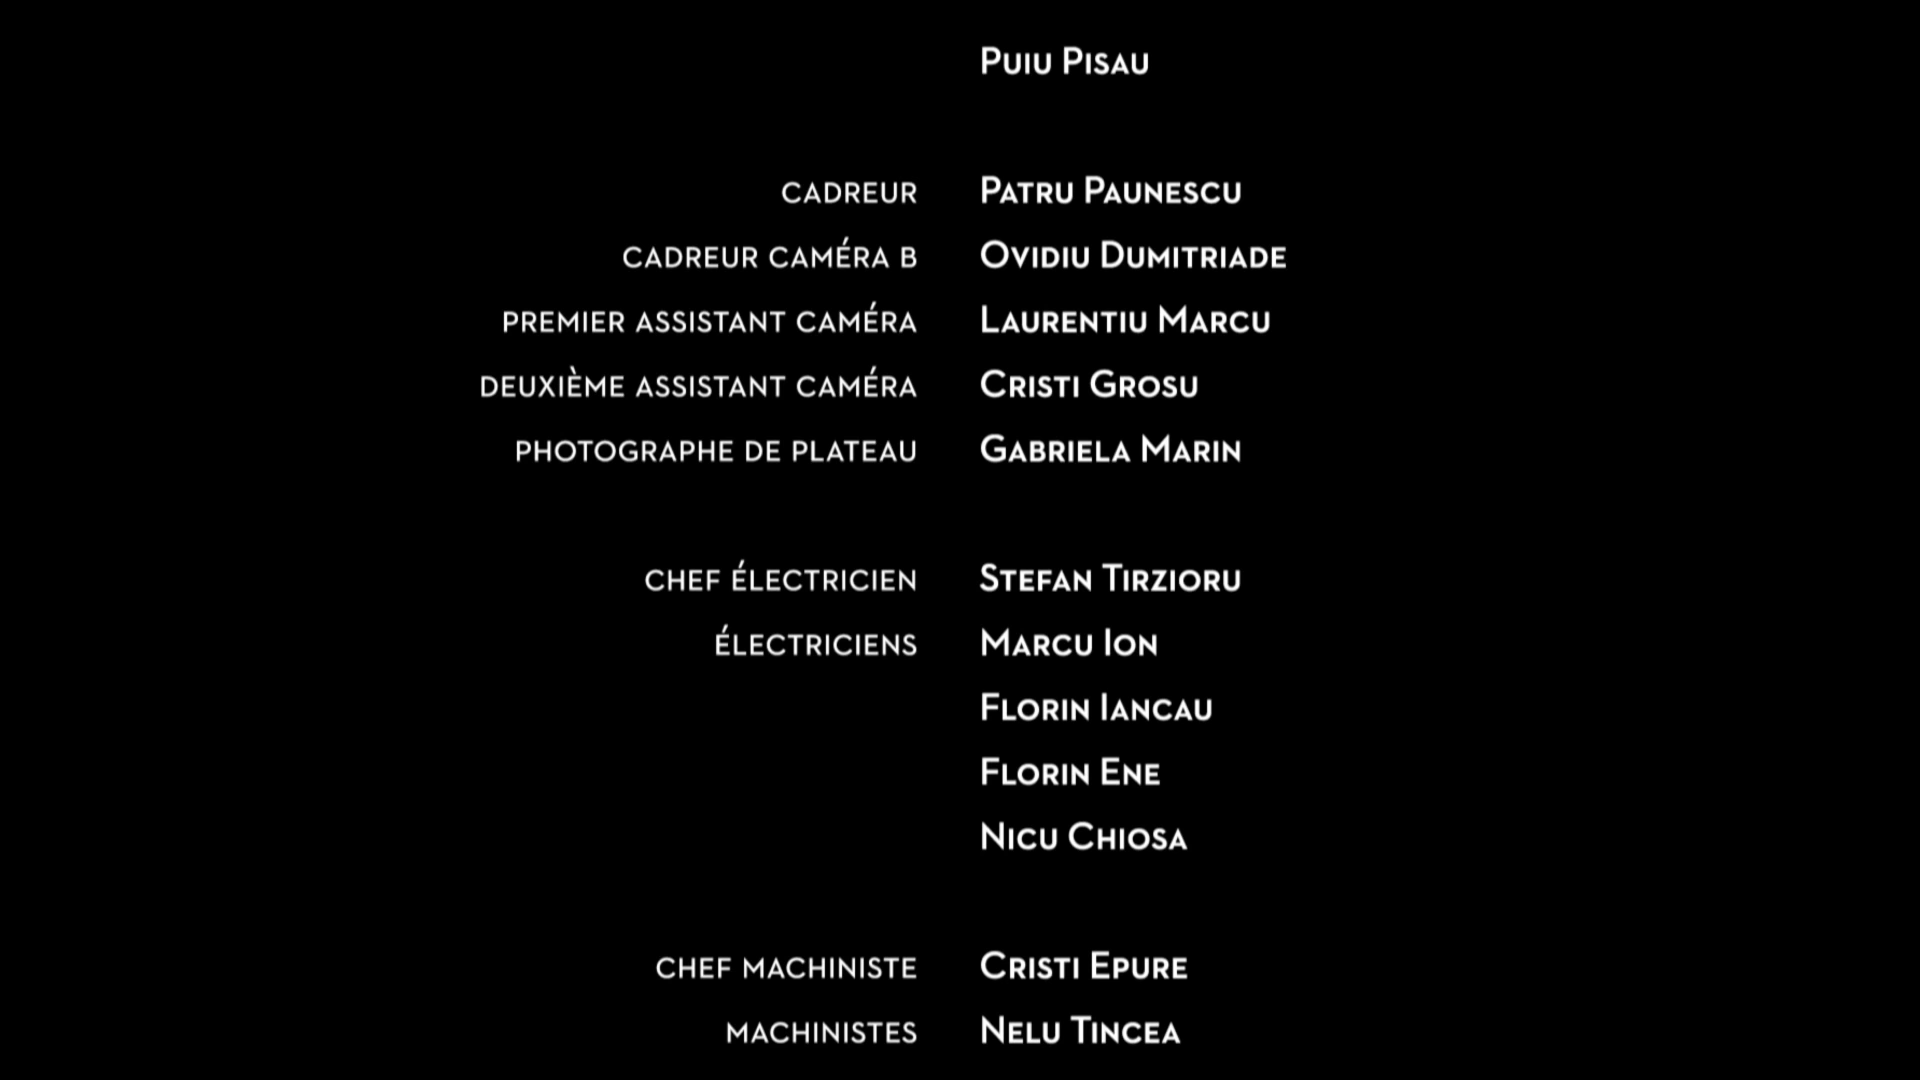 Puiu Pisau
CADREUR Patru Paunescu
CADREUR CAMÉRA B Ovidiu Dumitriade
PREMIER ASSISTANT CAMÉRA Laurentiu Marcu
DEUXIÈME ASSISTANT CAMÉRA Cristi Grosu
PHOTOGRAPHE DE PLATEAU Gabriela Marin
CHEF ÉLECTRICIEN Stefan Tirzioru
ÉLECTRICIENS Marcu Ion
Florin Iancau
Florin Ene
Nicu Chiosa
CHEF MACHINISTE Cristi Epure
MACHINISTES Nelu Tincea